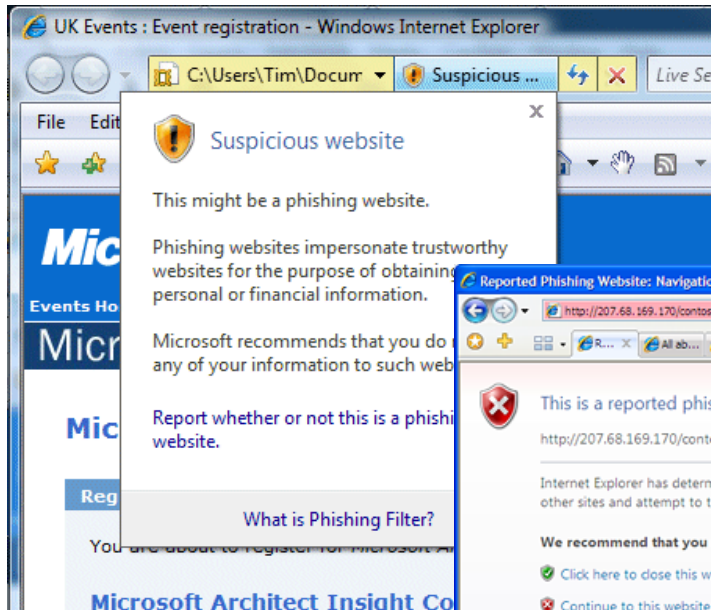 UK Events : Event registration - Windows Internet Explorer
C:\Users\Tim\Docum
Suspicious ...
Live Se
File Edit
Suspicious website
This might be a phishing website.
Phishing websites impersonate trustworthy
websites for the purpose of obtaining
personal or financial information.
Microsoft recommends that you do
any of your information to such web
Report whether or not this is a phishi
website.
What is Phishing Filter?
Mic
Events Ho
Micr
Mic
Reg
You are about to register for Microsoft Ar
Microsoft Architect Insight Co
Reported Phishing Website: Navigatio
http://207.68.169.170/contos
R...
All ab...
This is a reported phis
http://207.68.169.170/conto
Internet Explorer has determ
other sites and attempt to t
We recommend that you
Click here to close this w
Continue to this website